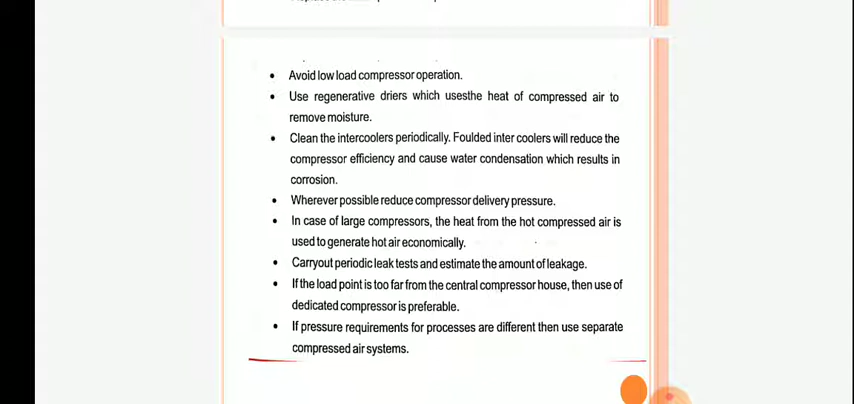 • Avoid low load compressor operation.
• Use regenerative driers which usesthe heat of compressed air to
remove moisture.
• Clean the intercoolers periodically. Foulded inter coolers will reduce the
compressor efficiency and cause water condensation which results in
corrosion.
• Wherever possible reduce compressor delivery pressure.
• In case of large compressors, the heat from the hot compressed air is
used to generate hot air economically.
• Carryout periodic leak tests and estimate the amount of leakage.
• If the load point is too far from the central compressor house, then use of
dedicated compressor is preferable.
• If pressure requirements for processes are different then use separate
compressed air systems.